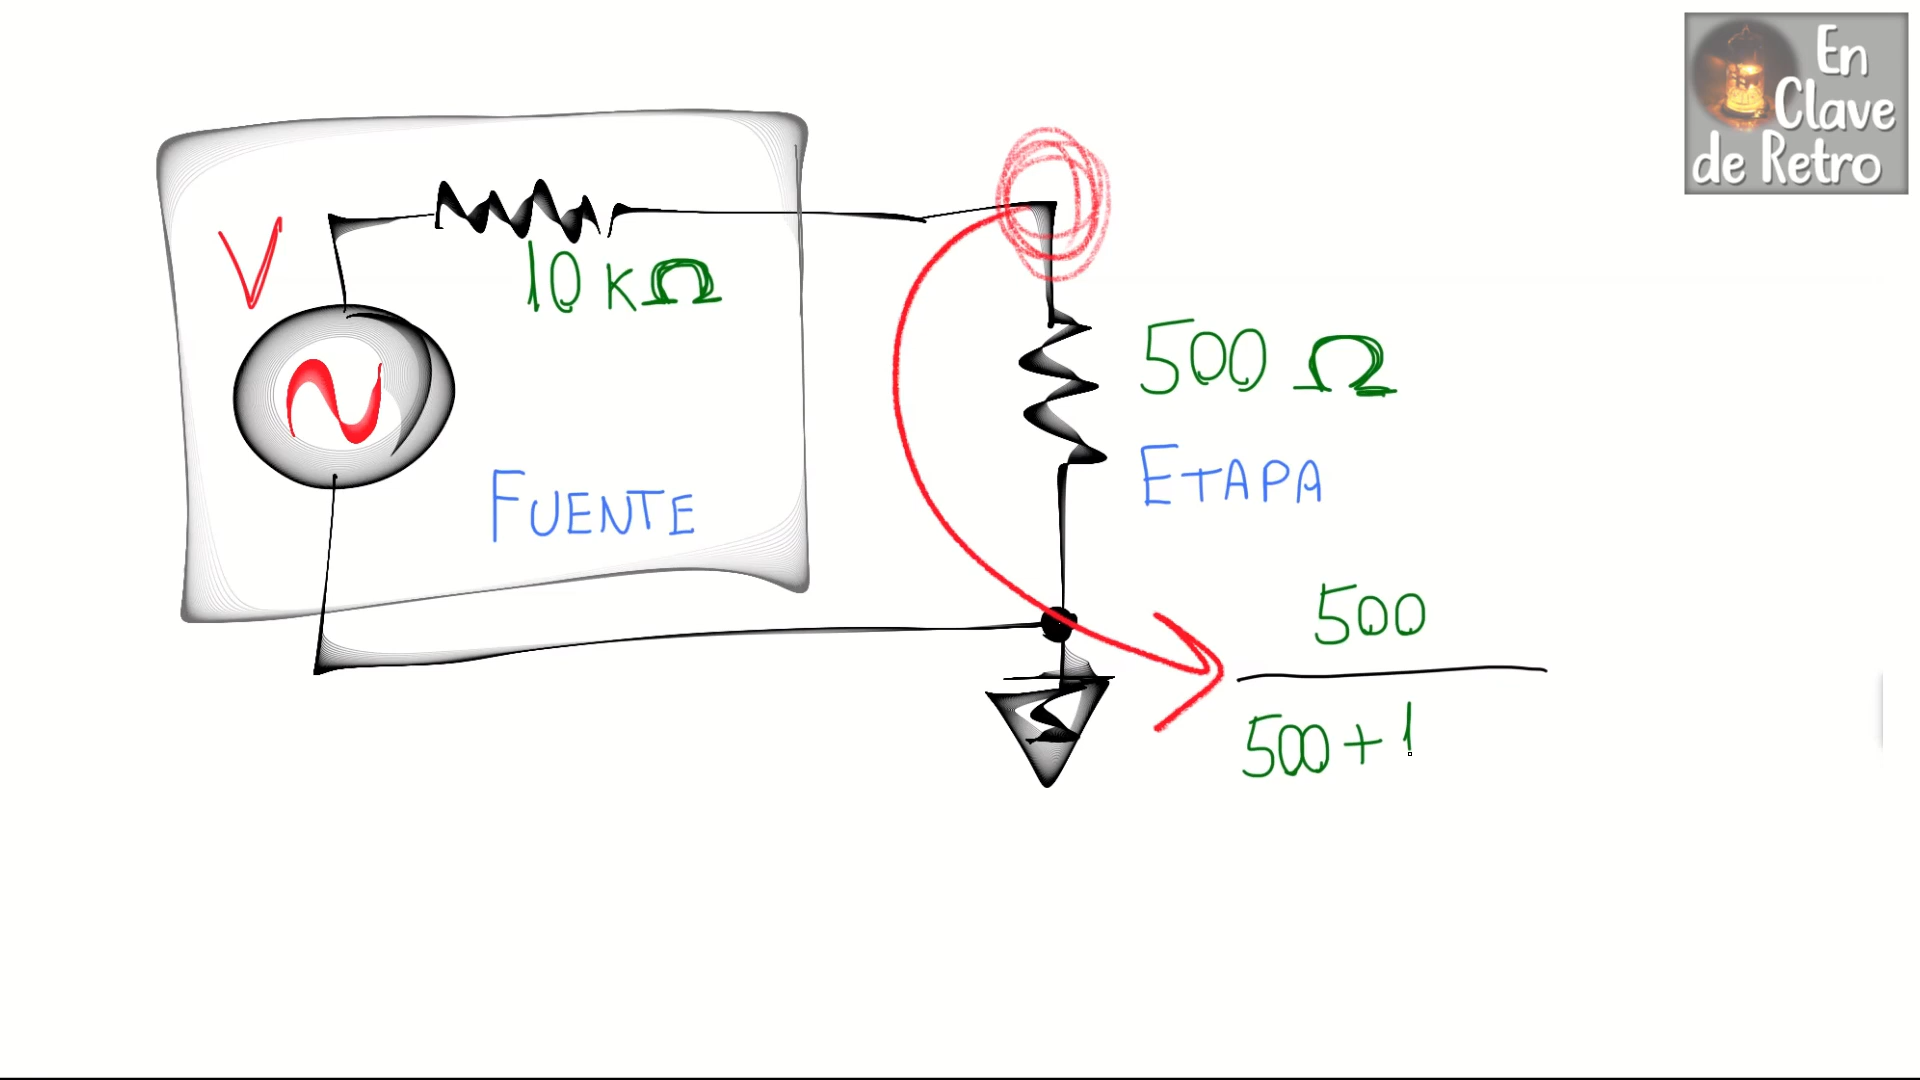 En
Clave
de Retro
V
10 KΩ
500 Ω
FUENTE
ETAPA
500
500 + 1